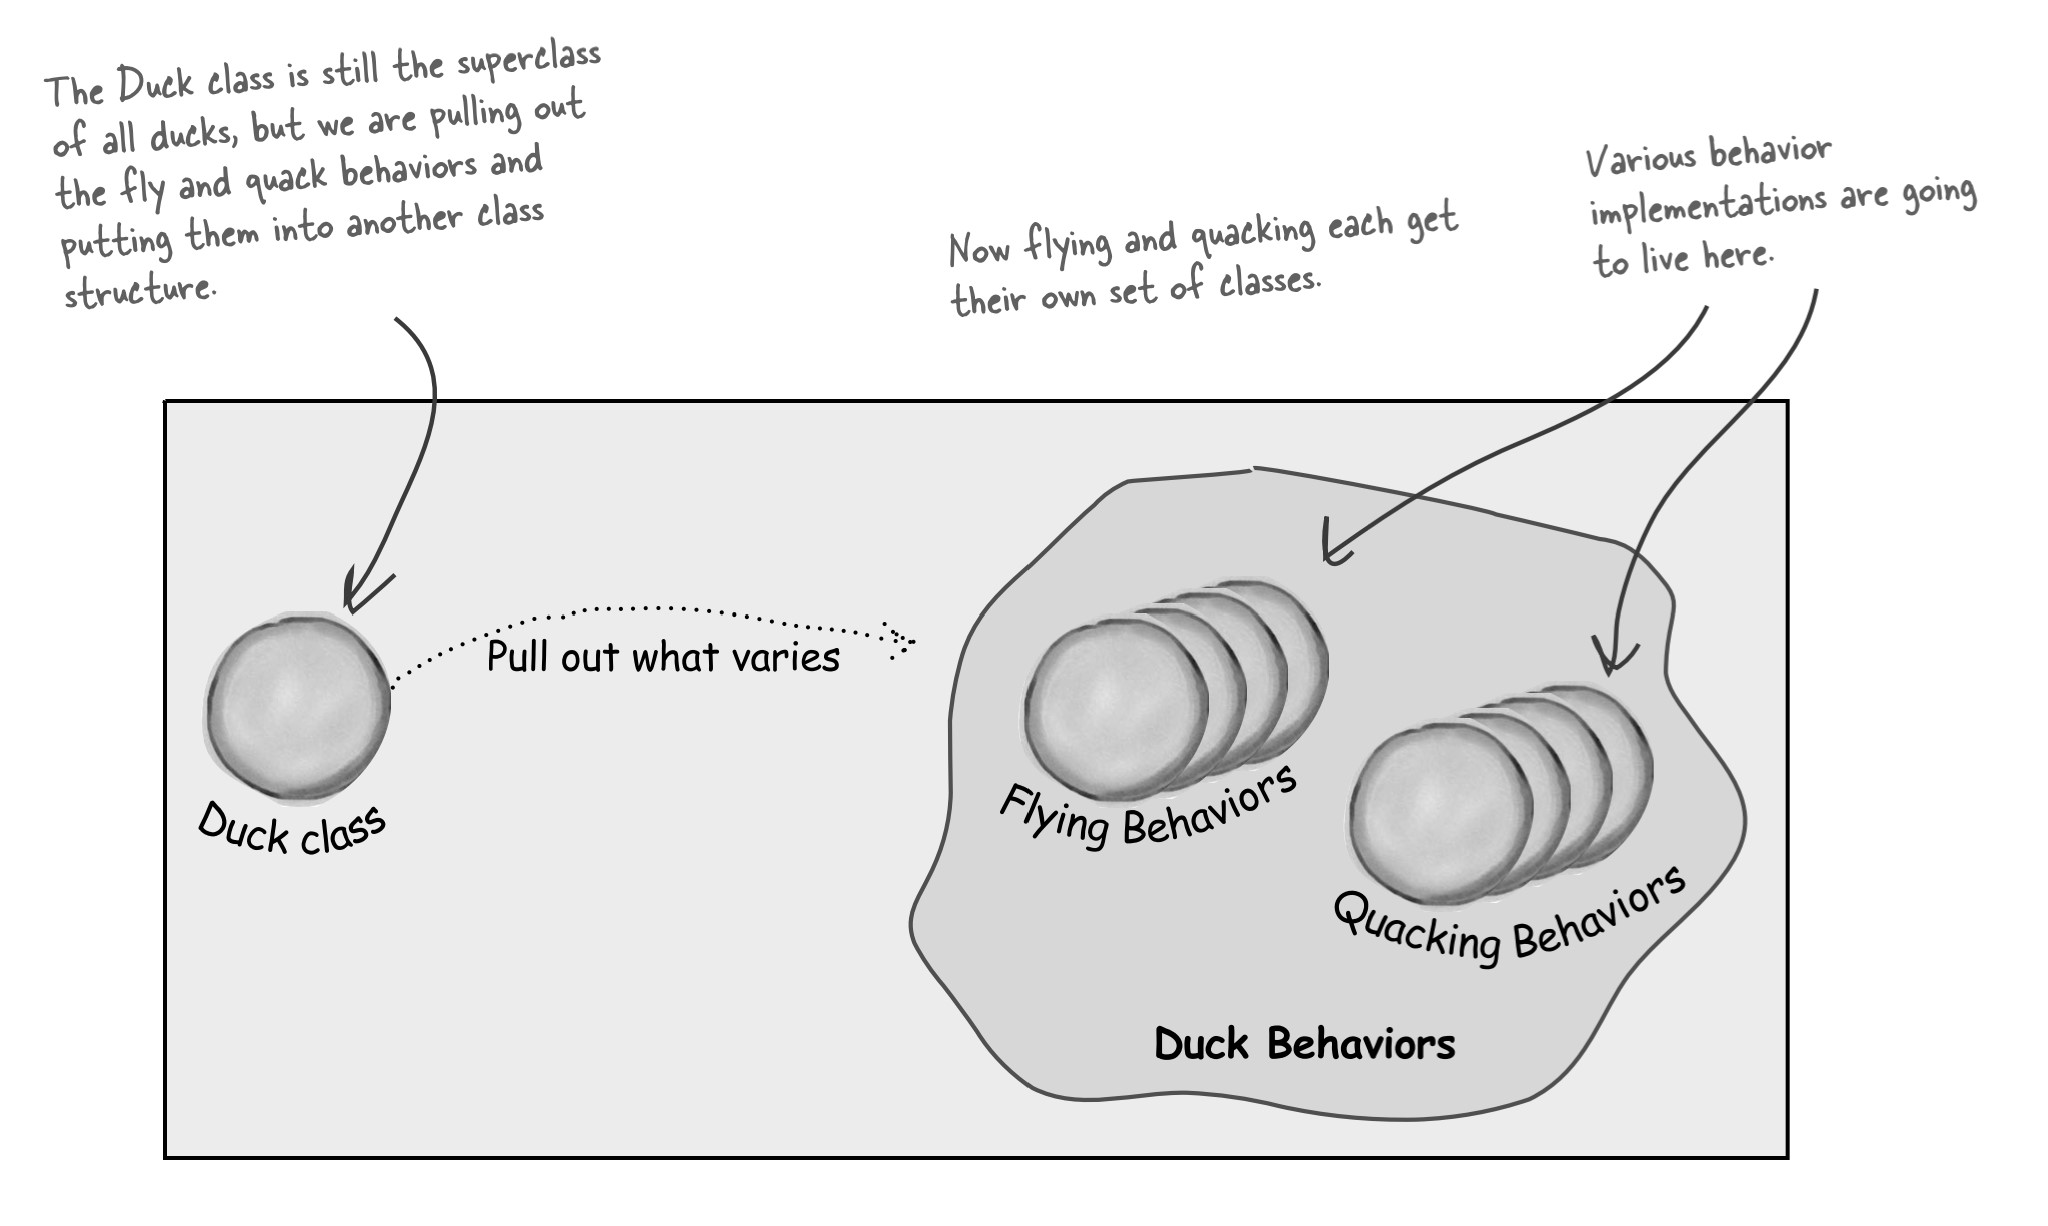 The Duck class is still the superclass
of all ducks, but we are pulling out
the fly and quack behaviors and
putting them into another class
structure.
Now flying and quacking each get
their own set of classes.
Various behavior
implementations are going
to live here.
Pull out what varies
Duck class
Flying Behaviors
Quacking Behaviors
Duck Behaviors